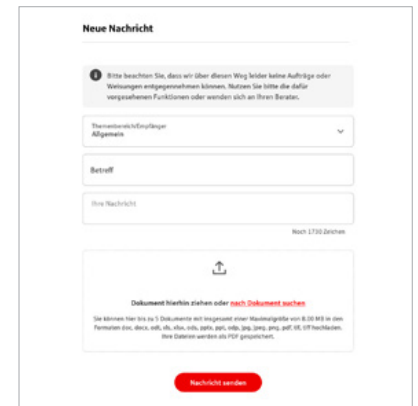 Neue Nachricht
Bitte beachten Sie, dass wir über diesen Weg leider keine Aufträge oder
Weisungen entgegennehmen können. Nutzen Sie bitte die dafür
vorgesehenen Funktionen oder wenden sich an Ihren Berater.
Themenbereich/Empfänger
Allgemein
Betreff
Ihre Nachricht
Noch 1730 Zeichen
Dokument hierhin ziehen oder nach Dokument suchen
Sie können hier bis zu 5 Dokumente mit insgesamt einer Maximalgröße von 8.00 MB in den
Formaten doc, docx, odt, xls, xlsx, ods, pptx, ppt, odp, jpg, jpeg, png, pdf, tif, tiff hochladen.
Ihre Dateien werden als PDF gespeichert.
Nachricht senden